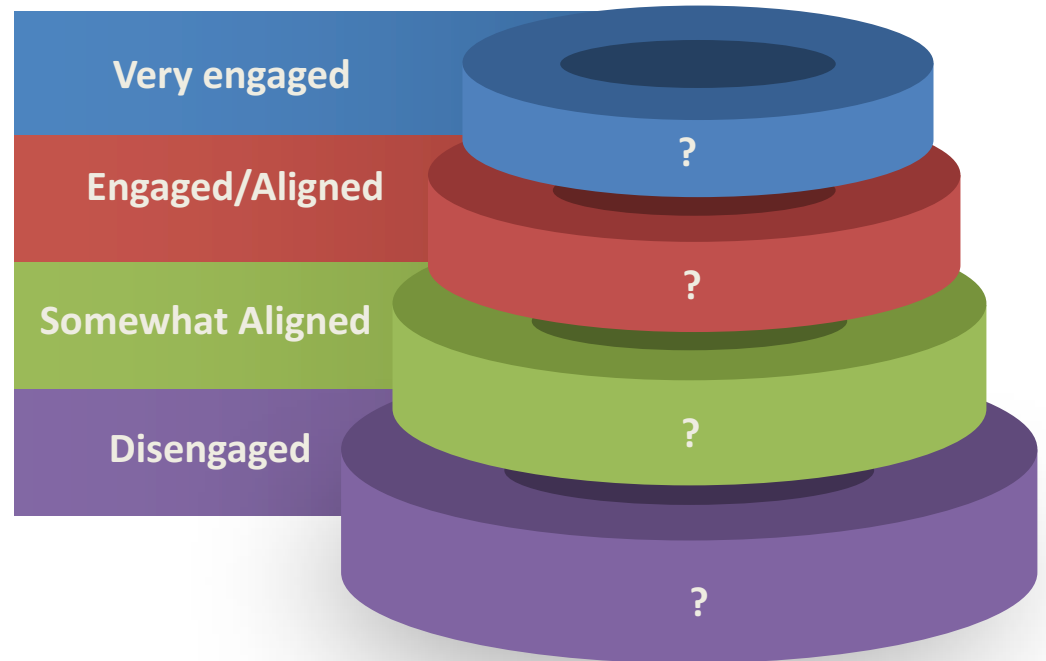 Very engaged
?
Engaged/Aligned
?
Somewhat Aligned
?
Disengaged
?